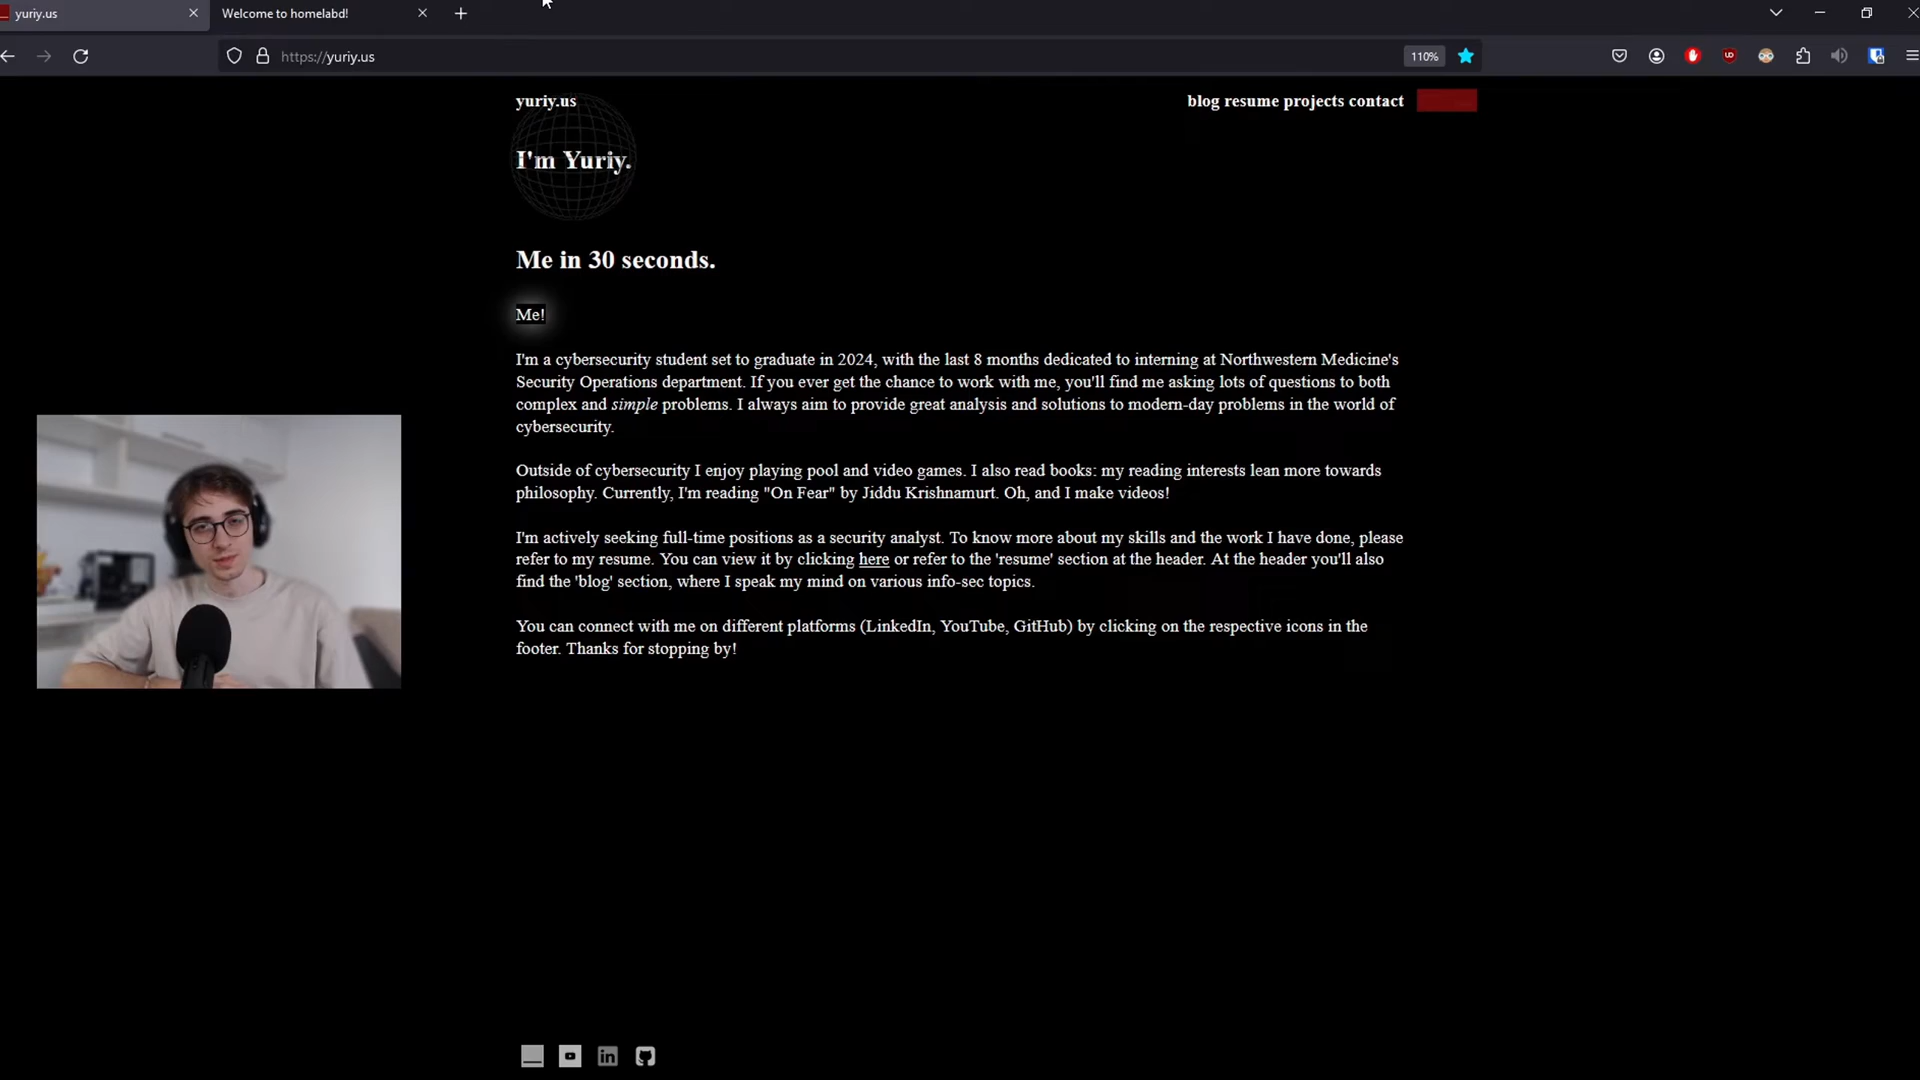 yuriy.us
Welcome to homelabd!
https://yuriy.us
110%
yuriy.us
blog resume projects contact
I'm Yuriy.
Me in 30 seconds.
Me!
I'm a cybersecurity student set to graduate in 2024, with the last 8 months dedicated to interning at Northwestern Medicine's
Security Operations department. If you ever get the chance to work with me, you'll find me asking lots of questions to both
complex and simple problems. I always aim to provide great analysis and solutions to modern-day problems in the world of
cybersecurity.
Outside of cybersecurity I enjoy playing pool and video games. I also read books: my reading interests lean more towards
philosophy. Currently, I'm reading "On Fear" by Jiddu Krishnamurt. Oh, and I make videos!
I'm actively seeking full-time positions as a security analyst. To know more about my skills and the work I have done, please
refer to my resume. You can view it by clicking here or refer to the 'resume' section at the header. At the header you'll also
find the 'blog' section, where I speak my mind on various info-sec topics.
You can connect with me on different platforms (LinkedIn, YouTube, GitHub) by clicking on the respective icons in the
footer. Thanks for stopping by!
in